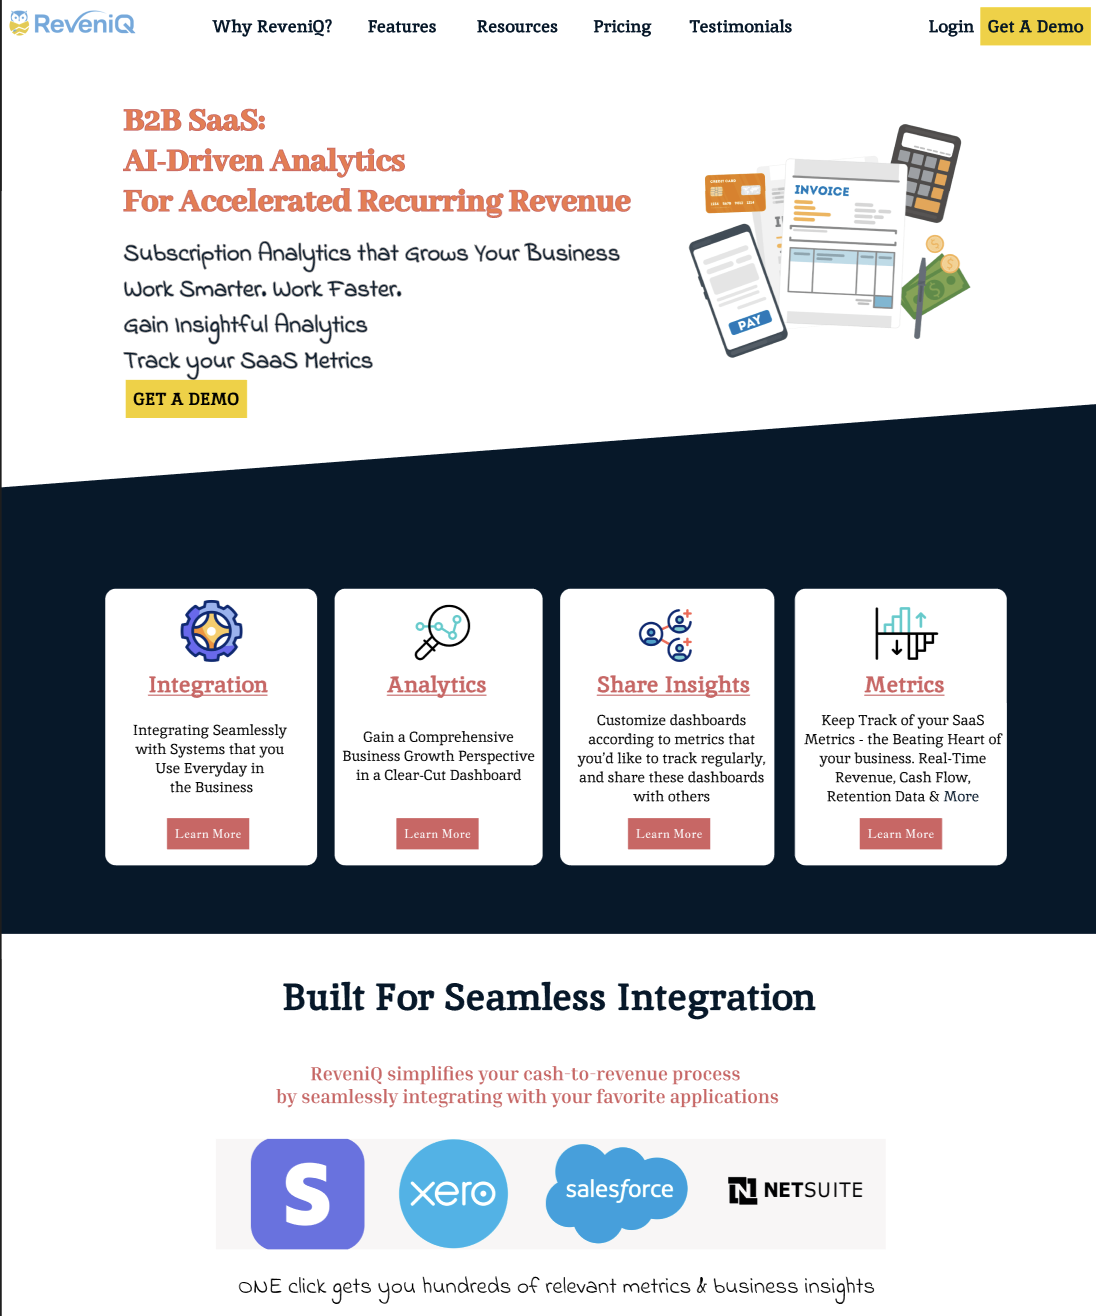 ReveniQ
Why ReveniQ?
Features
Resources
Pricing
Testimonials
Login
Get A Demo
B2B SaaS:
AI-Driven Analytics
For Accelerated Recurring Revenue
Subscription Analytics that Grows Your Business
Work Smarter. Work Faster.
Gain Insightful Analytics
Track your SaaS Metrics
GET A DEMO
CREDIT CARD
INVOICE
PAY
Integration
Integrating Seamlessly
with Systems that you
Use Everyday in
the Business
Learn More
Analytics
Gain a Comprehensive
Business Growth Perspective
in a Clear-Cut Dashboard
Learn More
Share Insights
Customize dashboards
according to metrics that
you'd like to track regularly,
and share these dashboards
with others
Learn More
Metrics
Keep Track of your SaaS
Metrics - the Beating Heart of
your business. Real-Time
Revenue, Cash Flow,
Retention Data & More
Learn More
Built For Seamless Integration
ReveniQ simplifies your cash-to-revenue process
by seamlessly integrating with your favorite applications
S
xero
salesforce
N NETSUITE
ONE click gets you hundreds of relevant metrics & business insights